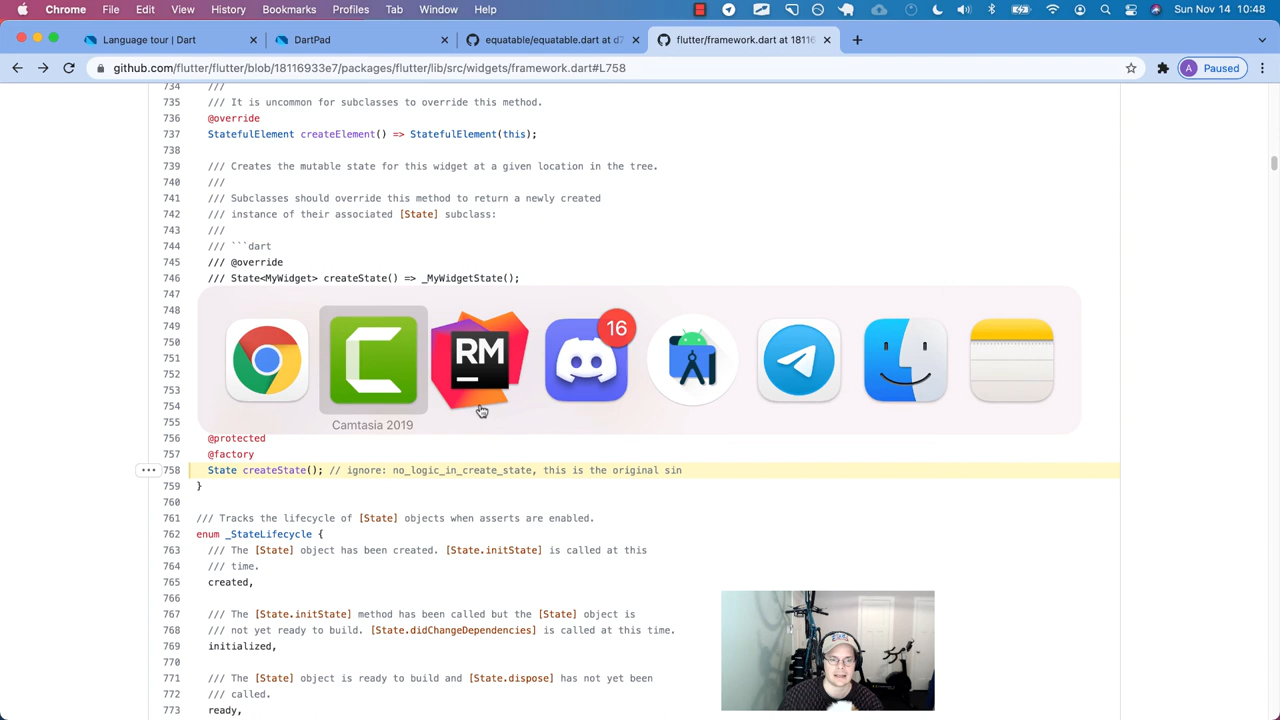 Chrome File Edit View History Bookmarks Profiles Tab Window Help Sun Nov 14 10:48
Language tour | Dart
DartPad
equatable/equatable.dart at d7
flutter/framework.dart at 18116
github.com/flutter/flutter/blob/18116933e7/packages/flutter/lib/src/widgets/framework.dart#L758
A Paused
734 ///
735 /// It is uncommon for subclasses to override this method.
736 @override
737 StatefulElement createElement() => StatefulElement(this);
738
739 /// Creates the mutable state for this widget at a given location in the tree.
740 ///
741 /// Subclasses should override this method to return a newly created
742 /// instance of their associated [State] subclass:
743 ///
744 /// ```dart
745 /// @override
746 /// State<MyWidget> createState() => _MyWidgetState();
747
748
749
750
751
752
753
754
755
RM
16
Camtasia 2019
756 @protected
757 @factory
758 State createState(); // ignore: no_logic_in_create_state, this is the original sin
759 }
760
761 /// Tracks the lifecycle of [State] objects when asserts are enabled.
762 enum _StateLifecycle {
763 /// The [State] object has been created. [State.initState] is called at this
764 /// time.
765 created,
766
767 /// The [State.initState] method has been called but the [State] object is
768 /// not yet ready to build. [State.didChangeDependencies] is called at this time.
769 initialized,
770
771 /// The [State] object is ready to build and [State.dispose] has not yet been
772 /// called.
773 ready,